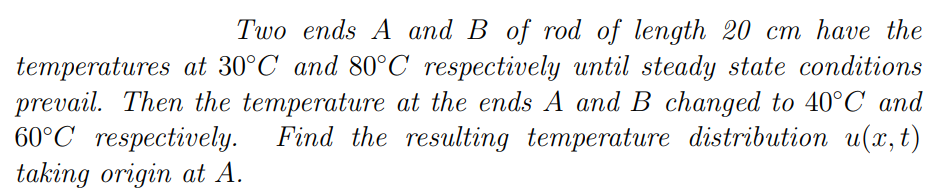 Two ends A and B of rod of length 20 cm have the
temperatures at 30°C and 80°C respectively until steady state conditions
prevail. Then the temperature at the ends A and B changed to 40°C and
60°C respectively. Find the resulting temperature distribution u(x, t)
taking origin at A.